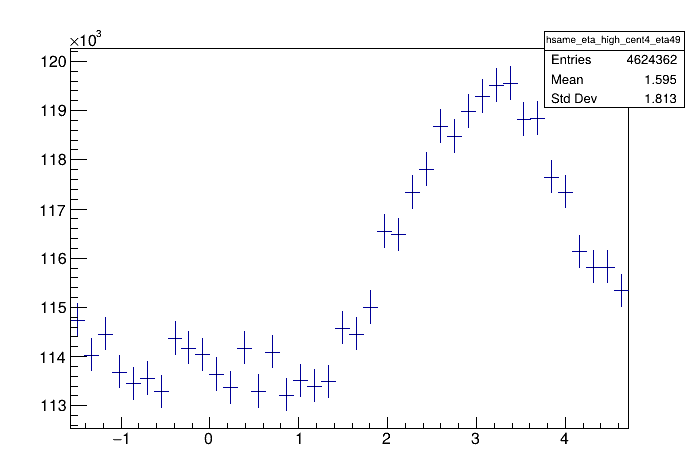 ×10³
hsame_eta_high_cent4_eta49
Entries 4624362
Mean 1.595
Std Dev 1.813
120
119
118
117
116
115
114
113
−1 0 1 2 3 4